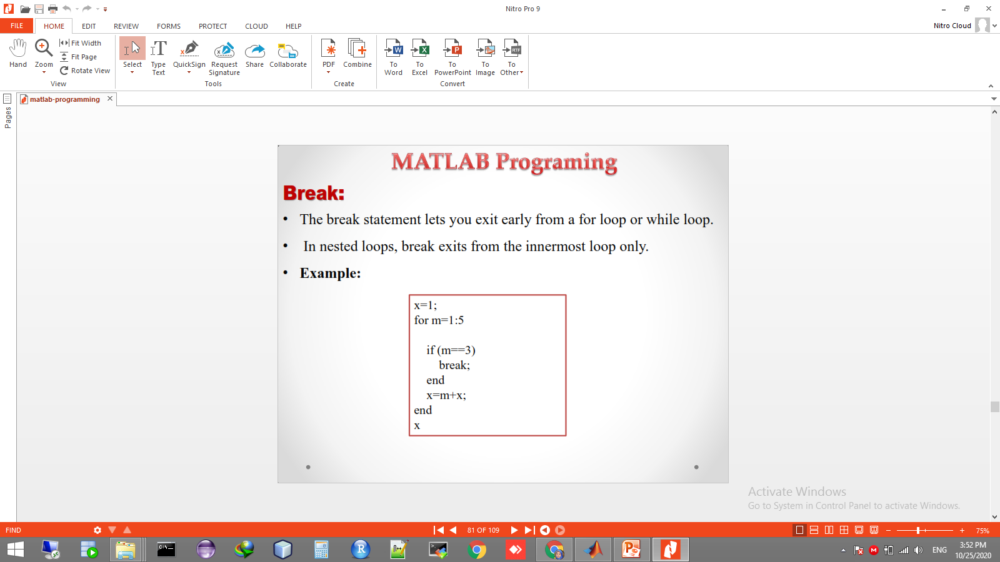 Nitro Pro 9
FILE HOME EDIT REVIEW FORMS PROTECT CLOUD HELP
Nitro Cloud
Hand
Zoom
Fit Width
Fit Page
Rotate View
View
Select
Type
Text
QuickSign
Request
Signature
Share
Collaborate
Tools
PDF
Combine
Create
To
Word
To
Excel
To
PowerPoint
To
Image
To
Other
Convert
matlab-programming
Pages
MATLAB Programing
Break:
• The break statement lets you exit early from a for loop or while loop.
• In nested loops, break exits from the innermost loop only.
• Example:
x=1;
for m=1:5
if (m==3)
break;
end
x=m+x;
end
x
Activate Windows
Go to System in Control Panel to activate Windows.
FIND
81 OF 109
75%
ENG
3:52 PM
10/25/2020